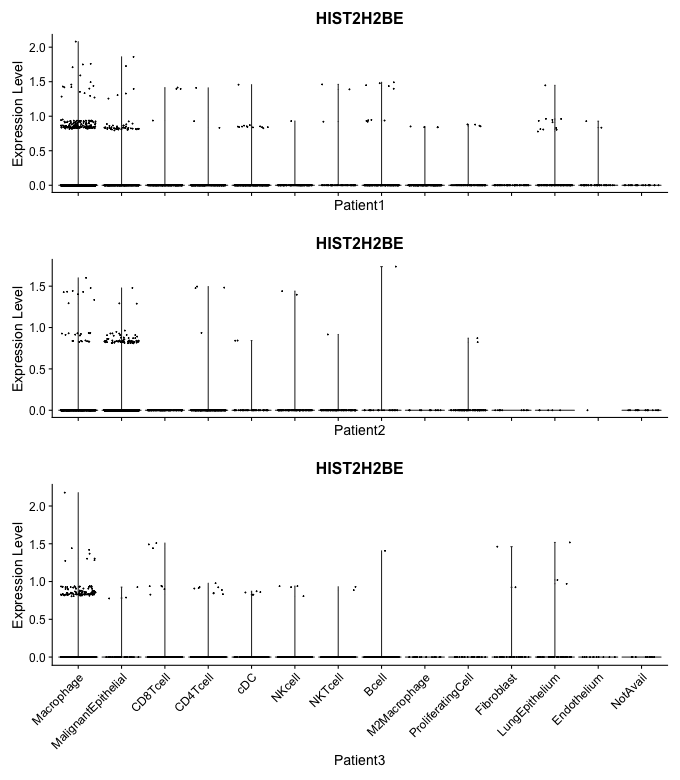 HIST2H2BE
Expression Level
2.0
1.5
1.0
0.5
0.0
Patient1
HIST2H2BE
Expression Level
1.5
1.0
0.5
0.0
Patient2
HIST2H2BE
Expression Level
2.0
1.5
1.0
0.5
0.0
Macrophage
MalignantEpithelial
CD8Tcell
CD4Tcell
cDC
NKcell
NKTcell
Bcell
M2Macrophage
ProliferatingCell
Fibroblast
LungEpithelium
Endothelium
NotAvail
Patient3